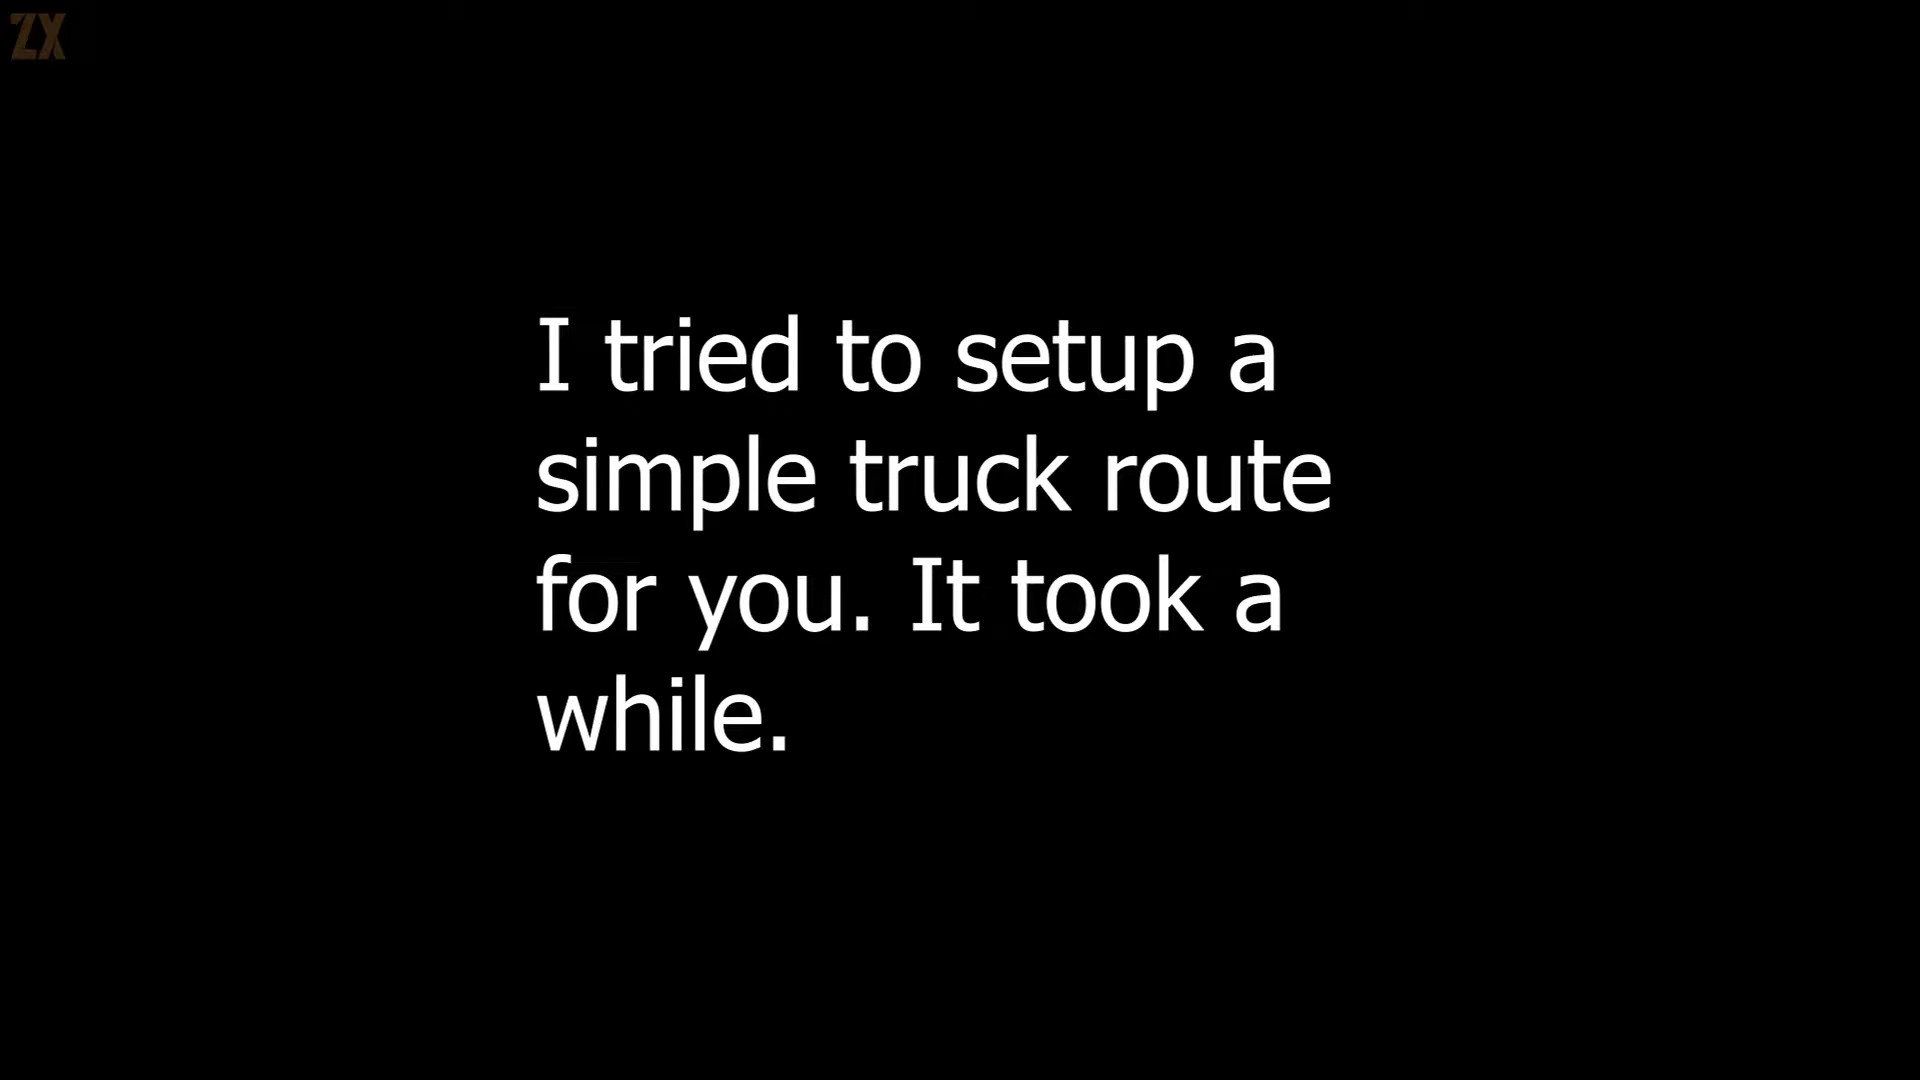 ZX
I tried to setup a
simple truck route
for you. It took a
while.